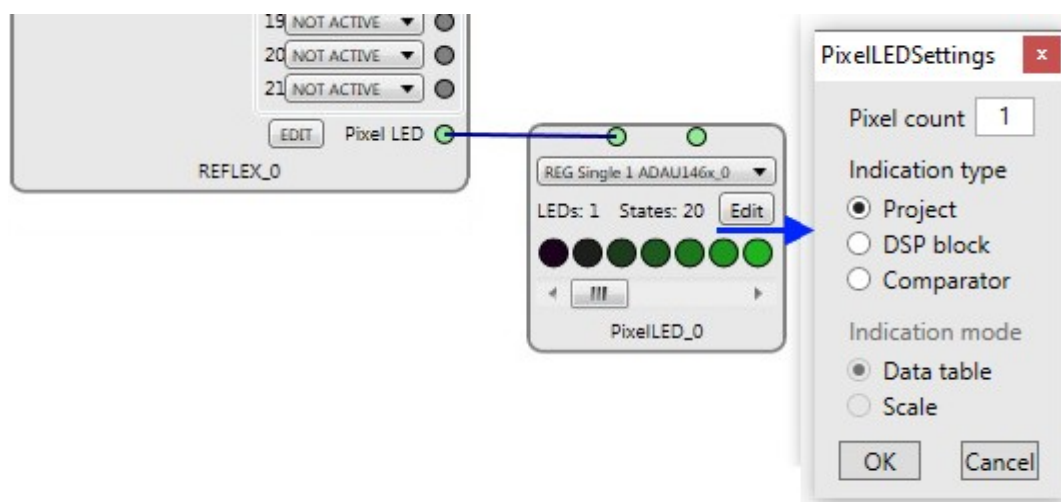 19 NOT ACTIVE
20 NOT ACTIVE
21 NOT ACTIVE
EDIT Pixel LED
REFLEX_0
REG Single 1 ADAU146x_0
LEDs: 1 States: 20 Edit
PixelLED_0
PixelLEDSettings x
Pixel count 1
Indication type
Project
DSP block
Comparator
Indication mode
Data table
Scale
OK Cancel